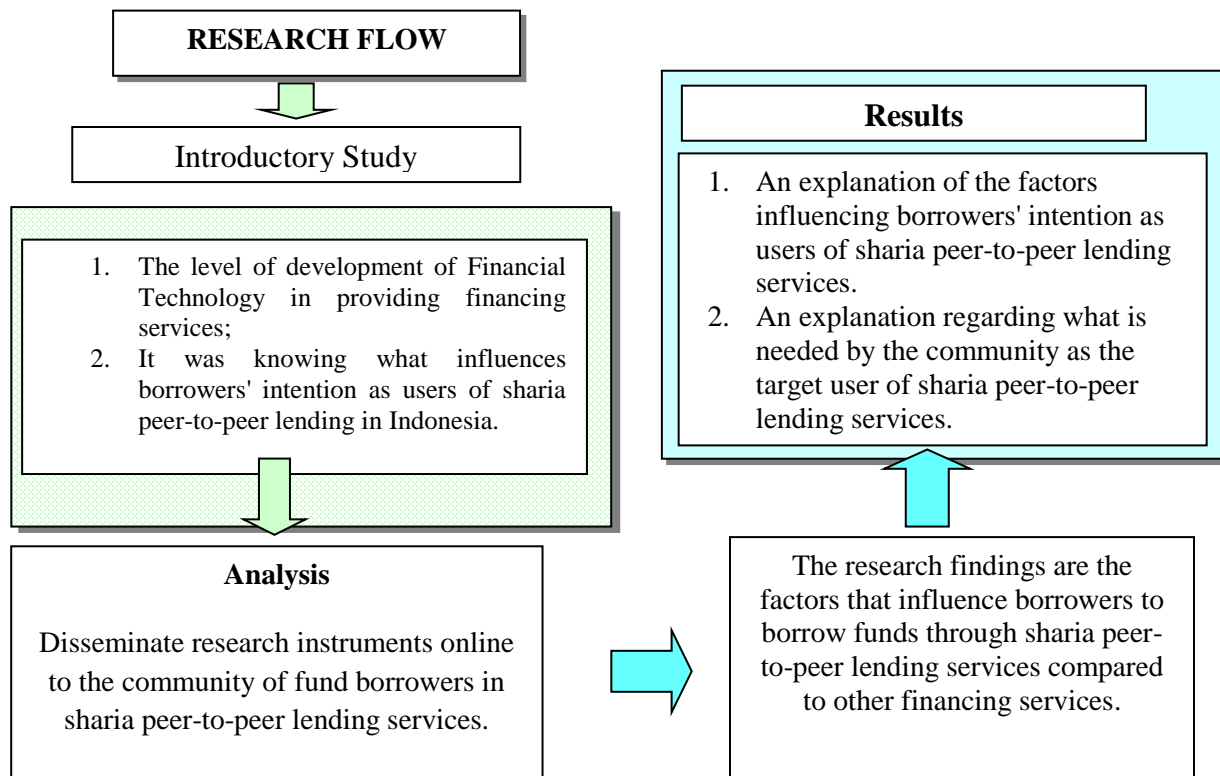 RESEARCH FLOW
Introductory Study
1. The level of development of Financial
Technology in providing financing
services;
2. It was knowing what influences
borrowers' intention as users of sharia
peer-to-peer lending in Indonesia.
Analysis
Disseminate research instruments online
to the community of fund borrowers in
sharia peer-to-peer lending services.
The research findings are the
factors that influence borrowers to
borrow funds through sharia peer-
to-peer lending services compared
to other financing services.
Results
1. An explanation of the factors
influencing borrowers' intention as
users of sharia peer-to-peer lending
services.
2. An explanation regarding what is
needed by the community as the
target user of sharia peer-to-peer
lending services.